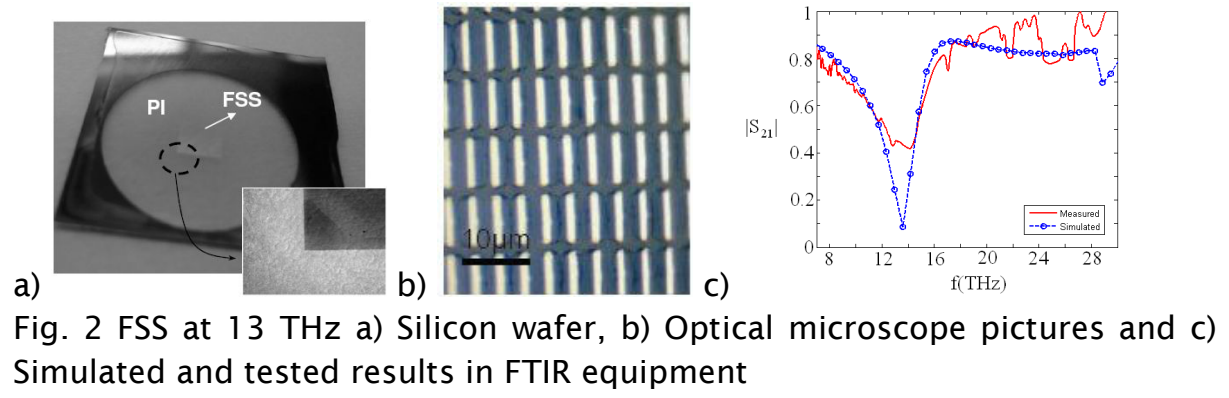 PI
FSS
a)
10μm
b)
1
0.8
0.6
|S21|
0.4
0.2
0
8 12 16 20 24 28
f(THz)
Measured
Simulated
c)
Fig. 2 FSS at 13 THz a) Silicon wafer, b) Optical microscope pictures and c)
Simulated and tested results in FTIR equipment